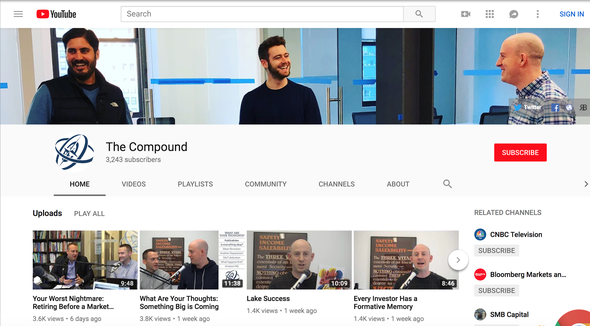 YouTube
Search
SIGN IN
Twitter
The Compound
3,243 subscribers
SUBSCRIBE
HOME
VIDEOS
PLAYLISTS
COMMUNITY
CHANNELS
ABOUT
Uploads
PLAY ALL
RELATED CHANNELS
9:48
11:38
10:09
8:46
Your Worst Nightmare:
Retiring Before a Market...
3.6K views • 6 days ago
What Are Your Thoughts:
Something Big is Coming
3.8K views • 1 week ago
Lake Success
1.4K views • 1 week ago
Every Investor Has a
Formative Memory
1.4K views • 1 week ago
CNBC Television
SUBSCRIBE
Bloomberg Markets an...
SUBSCRIBE
SMB Capital